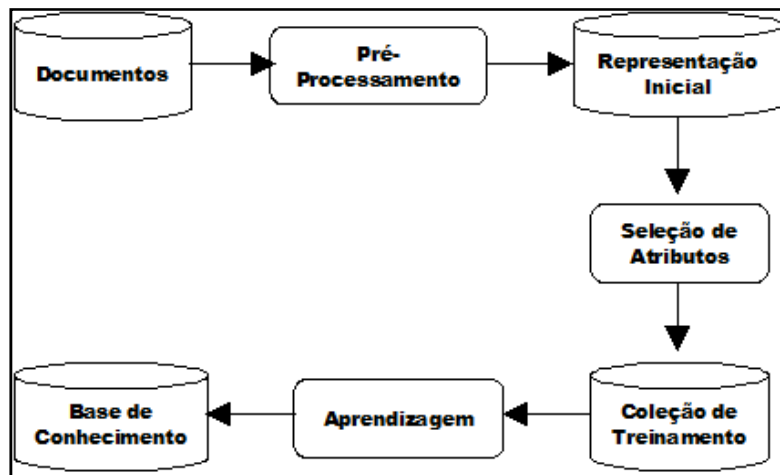 Documentos
Pré-
Processamento
Representação
Inicial
Seleção de
Atributos
Base de
Conhecimento
Aprendizagem
Coleção de
Treinamento